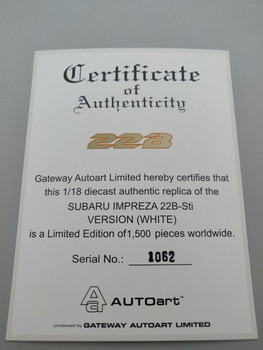 Certificate
of
Authenticity
22B
Gateway Autoart Limited hereby certifies that
this 1/18 diecast authentic replica of the
SUBARU IMPREZA 22B-Sti
VERSION (WHITE)
is a Limited Edition of1,500 pieces worldwide.
Serial No.: 1062
Aa AUTOart™
produced by GATEWAY AUTOART LIMITED